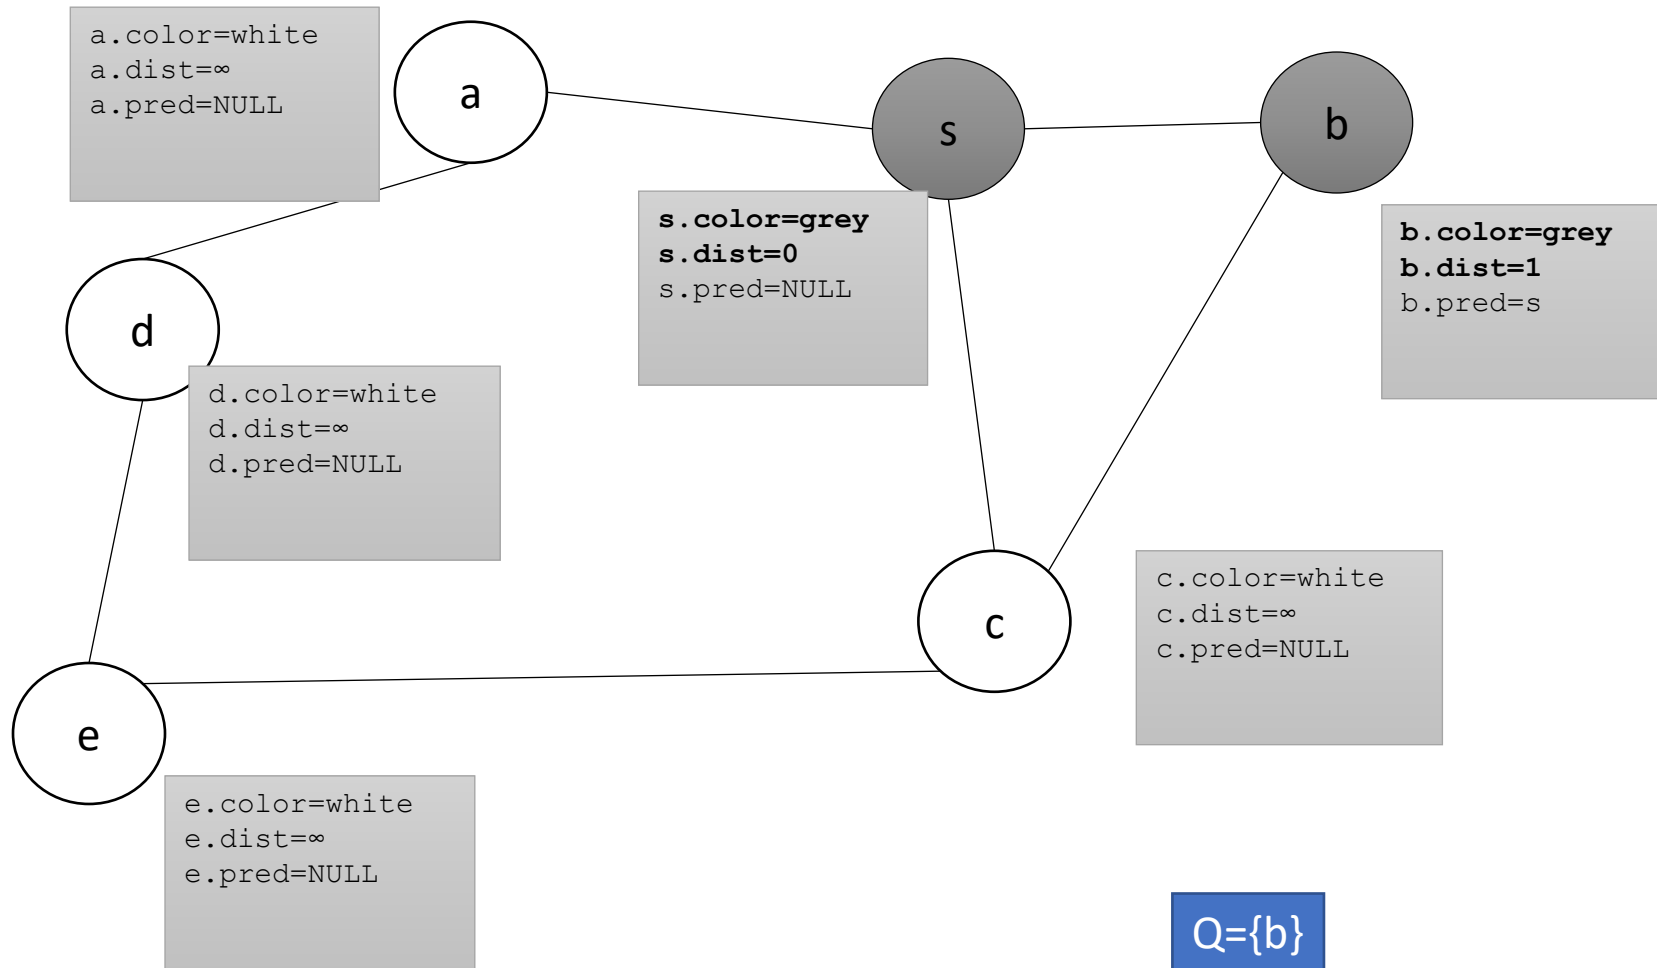 a.color=white
a.dist=∞
a.pred=NULL
a
s
b
s.color=grey
s.dist=0
s.pred=NULL
b.color=grey
b.dist=1
b.pred=s
d
d.color=white
d.dist=∞
d.pred=NULL
c
c.color=white
c.dist=∞
c.pred=NULL
e
e.color=white
e.dist=∞
e.pred=NULL
Q={b}